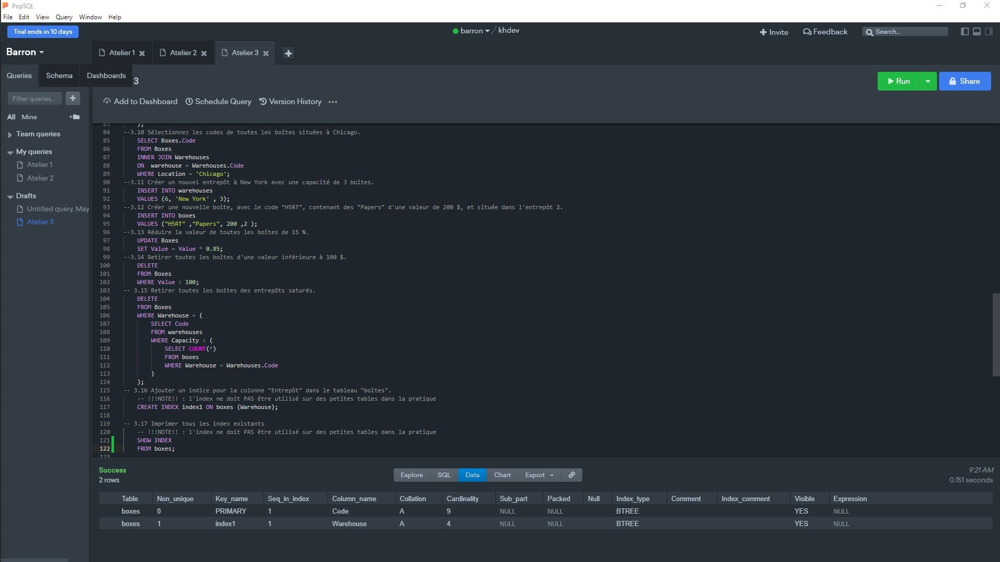 PopSQL
File Edit View Query Window Help
Trial ends in 10 days
barron / khdev
Invite
Feedback
Search...
Barron
Atelier 1
Atelier 2
Atelier 3
Queries
Schema
Dashboards
3
Run
Share
Filter queries...
Add to Dashboard
Schedule Query
Version History
All Mine
Team queries
My queries
Atelier 1
Atelier 2
Drafts
Untitled query, May
Atelier 3
83 );
84 --3.10 Sélectionnez les codes de toutes les boîtes situées à Chicago.
85 SELECT Boxes.Code
86 FROM Boxes
87 INNER JOIN Warehouses
88 ON  warehouse = Warehouses.Code
89 WHERE Location = 'Chicago';
90 --3.11 Créer un nouvel entrepôt à New York avec une capacité de 3 boîtes.
91 INSERT INTO warehouses
92 VALUES (6, 'New York' , 3);
93 --3.12 Créer une nouvelle boîte, avec le code "H5RT", contenant des "Papers" d'une valeur de 200 $, et située dans l'entrepôt 2.
94 INSERT INTO boxes
95 VALUES ("H5RT" ,"Papers", 200 ,2 );
96 --3.13 Réduire la valeur de toutes les boîtes de 15 %.
97 UPDATE Boxes
98 SET Value = Value * 0.85;
99 --3.14 Retirer toutes les boîtes d'une valeur inférieure à 100 $.
100 DELETE
101 FROM Boxes
102 WHERE Value < 100;
103 -- 3.15 Retirer toutes les boîtes des entrepôts saturés.
104 DELETE
105 FROM Boxes
106 WHERE Warehouse = (
107 SELECT Code
108 FROM warehouses
109 WHERE Capacity < (
110 SELECT COUNT(*)
111 FROM boxes
112 WHERE Warehouse = Warehouses.Code
113 )
114 );
115 -- 3.16 Ajouter un indice pour la colonne "Entrepôt" dans le tableau "boîtes".
116 -- !!!NOTE!! : l'index ne doit PAS être utilisé sur des petites tables dans la pratique
117 CREATE INDEX index1 ON boxes (Warehouse);
118
119 -- 3.17 Imprimer tous les index existants
120 -- !!!NOTE!! : l'index ne doit PAS être utilisé sur des petites tables dans la pratique
121 SHOW INDEX
122 FROM boxes;
123
Success
2 rows
Explore SQL Data Chart Export
9:21 AM
0.151 seconds
Table Non_unique Key_name Seq_in_index Column_name Collation Cardinality Sub_part Packed Null Index_type Comment Index_comment Visible Expression
boxes 0 PRIMARY 1 Code A 9 NULL NULL BTREE YES NULL
boxes 1 index1 1 Warehouse A 4 NULL NULL BTREE YES NULL